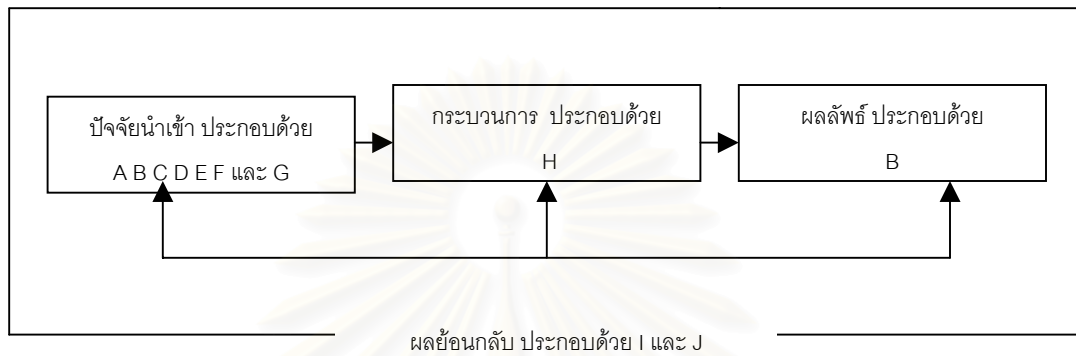 ปัจจัยนำเข้า ประกอบด้วย
A B C D E F และ G
กระบวนการ ประกอบด้วย
H
ผลลัพธ์ ประกอบด้วย
B
ผลย้อนกลับ ประกอบด้วย I และ J